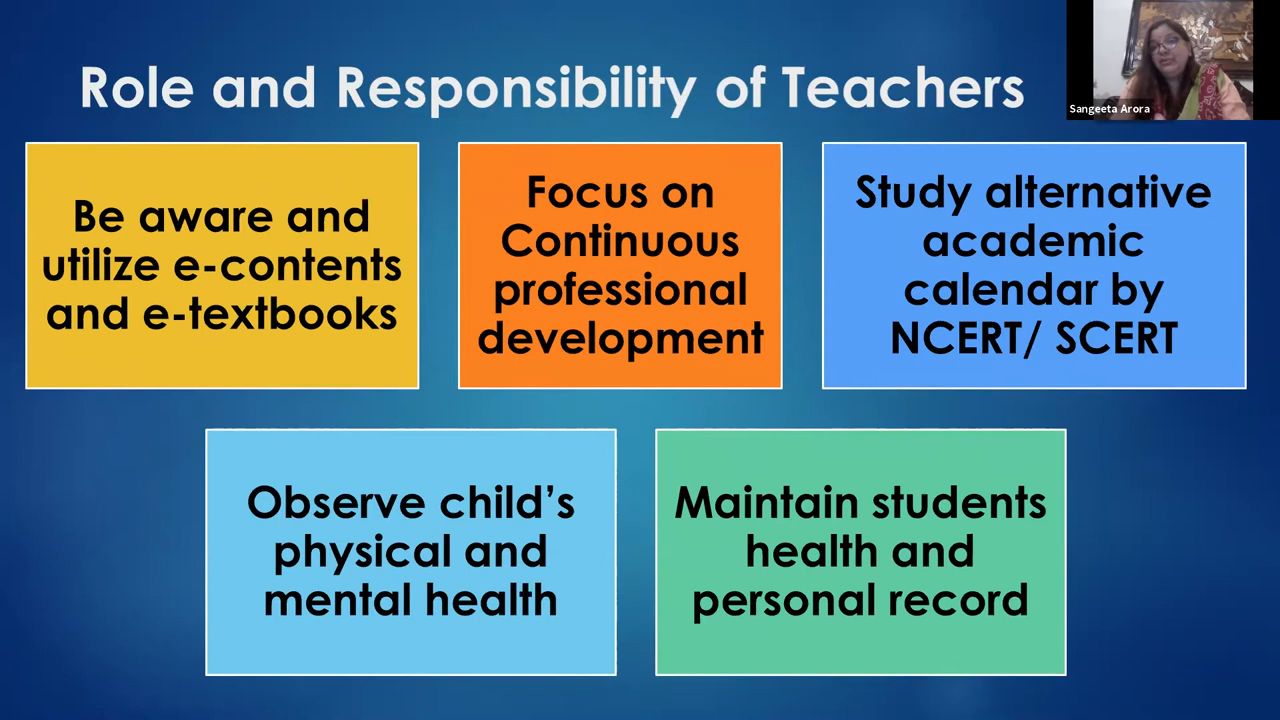 Role and Responsibility of Teachers
Sangeeta Arora
Be aware and
utilize e-contents
and e-textbooks
Focus on
Continuous
professional
development
Study alternative
academic
calendar by
NCERT/ SCERT
Observe child’s
physical and
mental health
Maintain students
health and
personal record